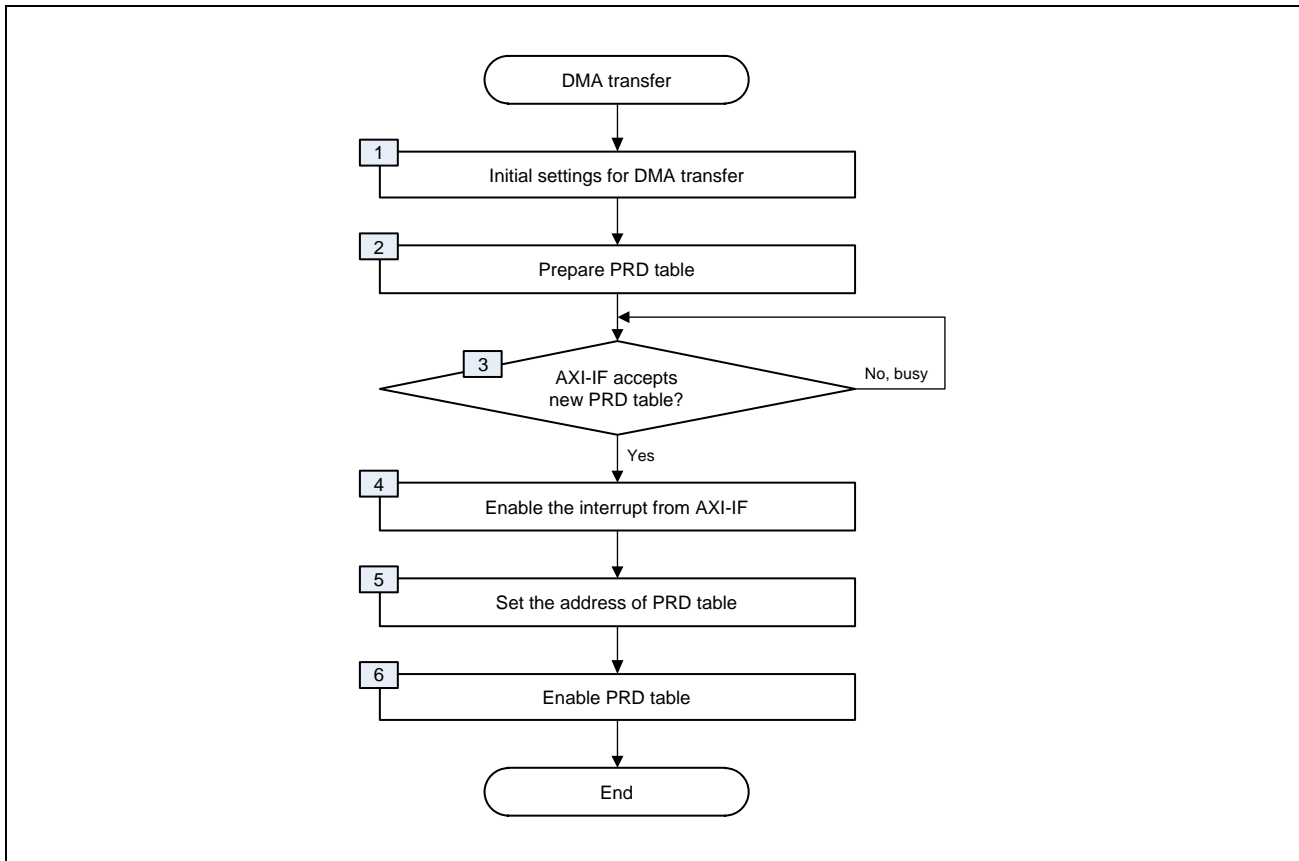 DMA transfer
1
Initial settings for DMA transfer
2
Prepare PRD table
3
AXI-IF accepts
new PRD table?
No, busy
Yes
4
Enable the interrupt from AXI-IF
5
Set the address of PRD table
6
Enable PRD table
End